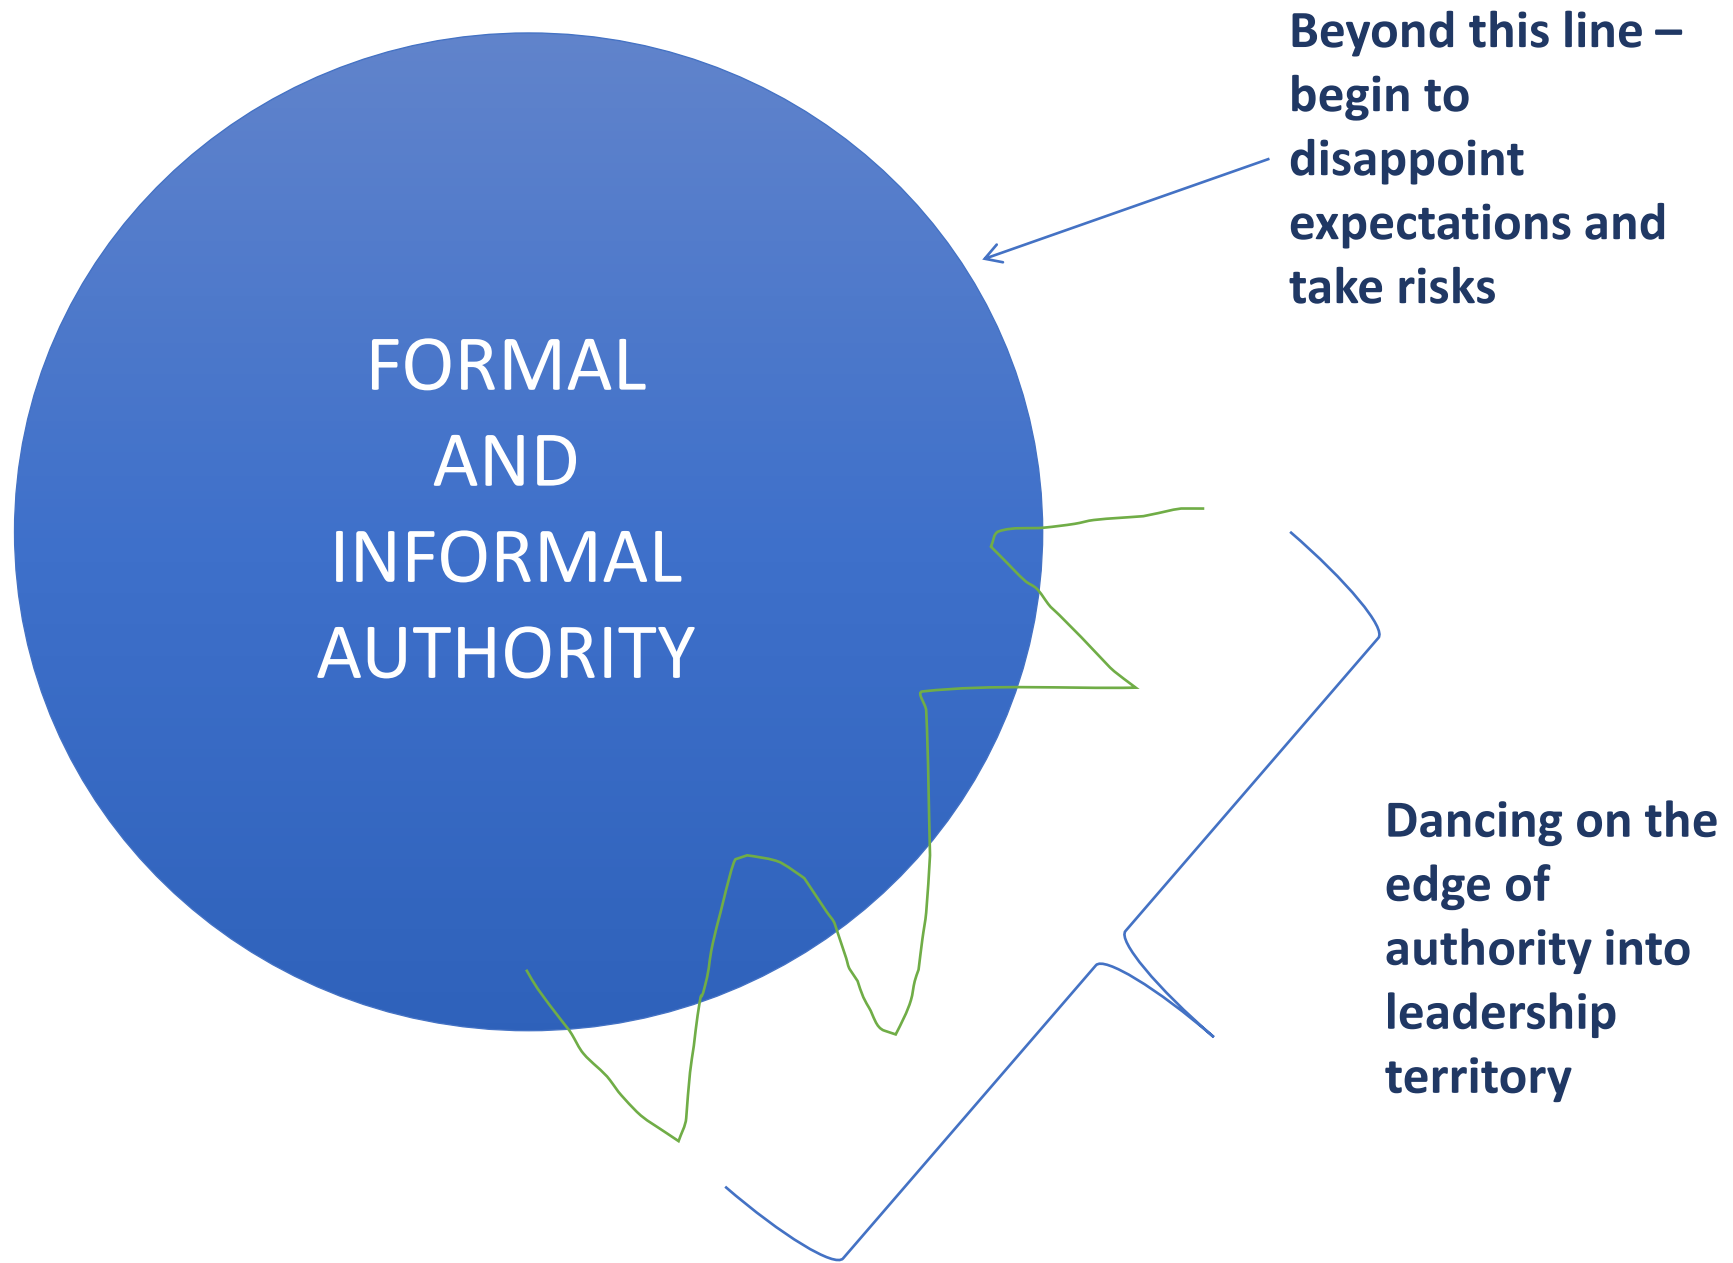 Beyond this line –
begin to
disappoint
expectations and
take risks
FORMAL
AND
INFORMAL
AUTHORITY
Dancing on the
edge of
authority into
leadership
territory